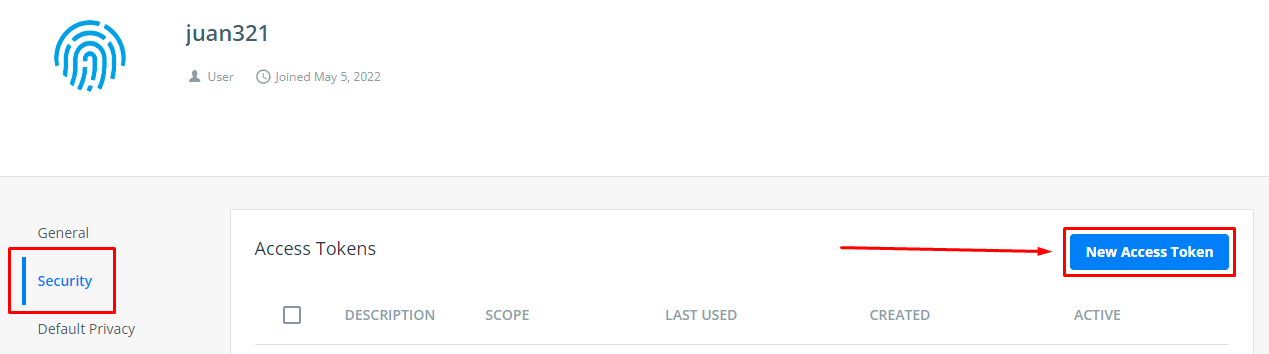 juan321
User Joined May 5, 2022
General
Security
Default Privacy
Access Tokens
New Access Token
DESCRIPTION SCOPE LAST USED CREATED ACTIVE